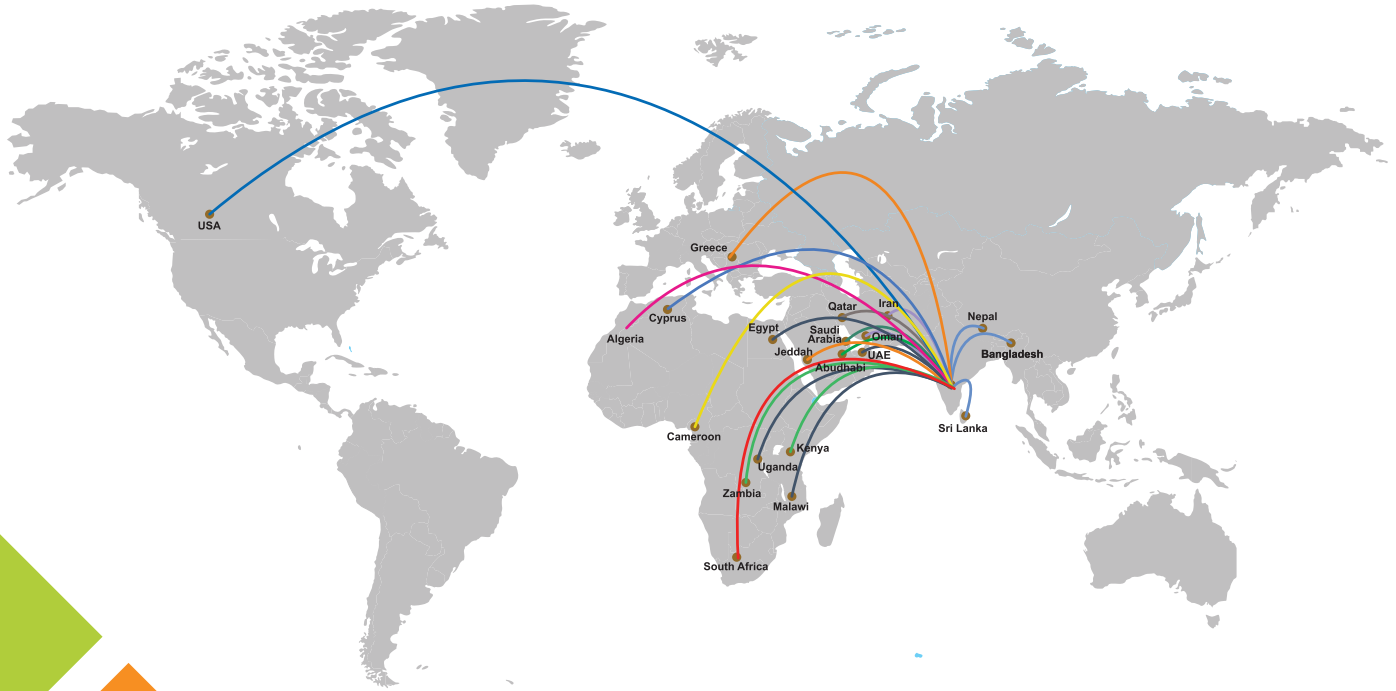 USA
Greece
Iran
Qatar
Cyprus
Nepal
Egypt
Saudi
Arabia
Oman
Algeria
Jeddah
UAE
Bangladesh
Abudhabi
Sri Lanka
Cameroon
Kenya
Uganda
Zambia
Malawi
South Africa